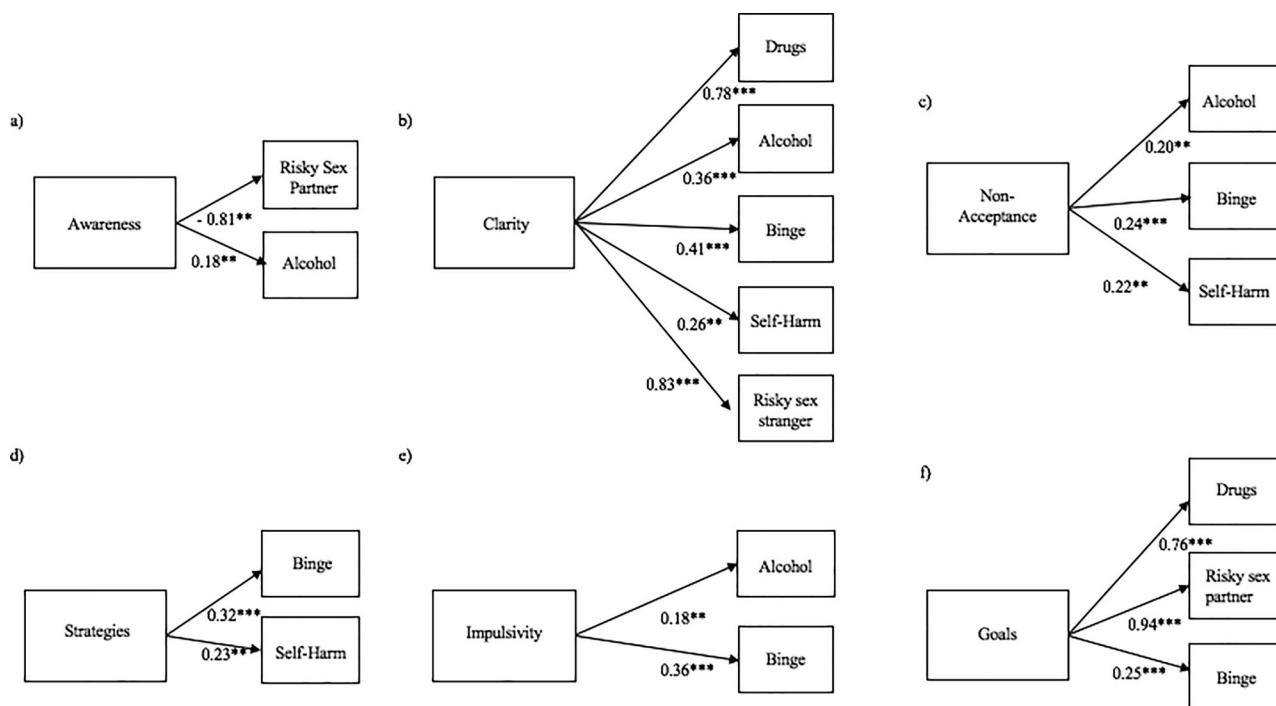 a)
Risky Sex
Partner
Awareness
- 0.81**
0.18**
Alcohol
b)
Drugs
0.78***
Alcohol
0.36***
Clarity
Binge
0.41***
Self-Harm
0.26**
0.83***
Risky sex
stranger
c)
Alcohol
0.20**
Non-
Acceptance
Binge
0.24***
0.22**
Self-Harm
d)
Binge
0.32***
Strategies
0.23**
Self-Harm
e)
Alcohol
0.18**
Impulsivity
0.36***
Binge
f)
Drugs
0.76***
Risky sex
partner
0.94***
Goals
0.25***
Binge